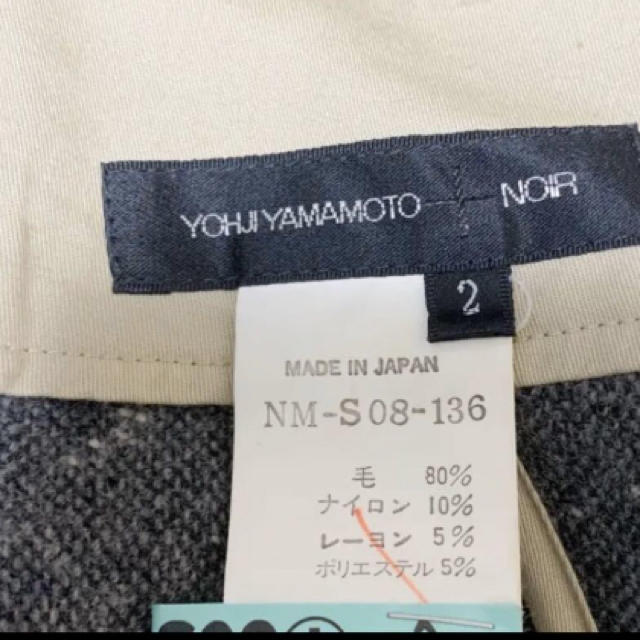 YOHJI YAMAMOTO NOIR
2
MADE IN JAPAN
NM-S 08-136
毛 80%
ナイロン 10%
レーヨン 5%
ポリエステル 5%